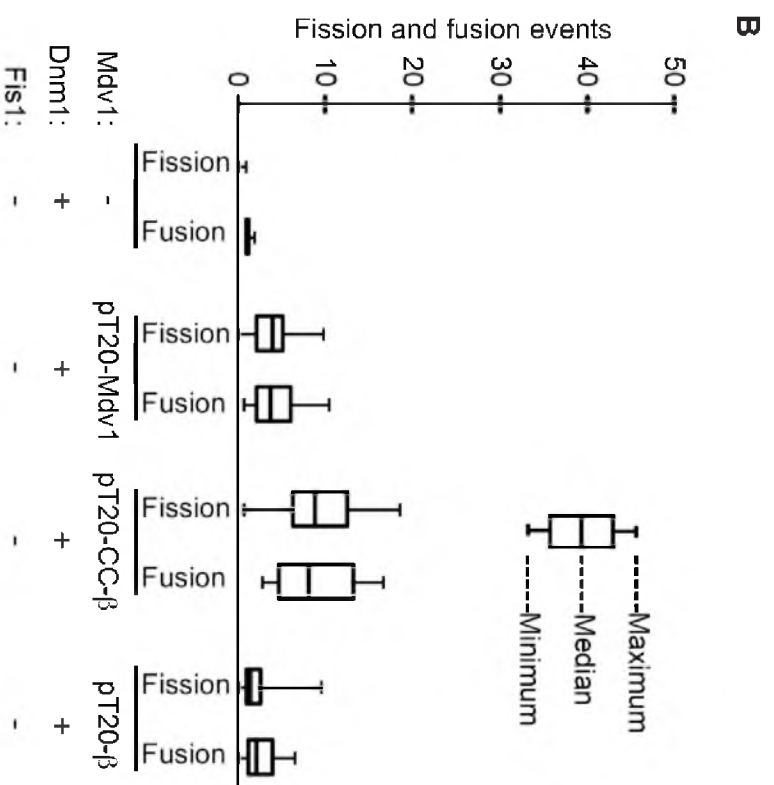 B
Fission and fusion events
50
40
30
20
10
0
Maximum
Median
Minimum
Fission Fusion Fission Fusion Fission Fusion Fission Fusion
Mdv1: - pT20-Mdv1 pT20-CC-β pT20-β
Dnm1: + + + +
Fis1: - - - -